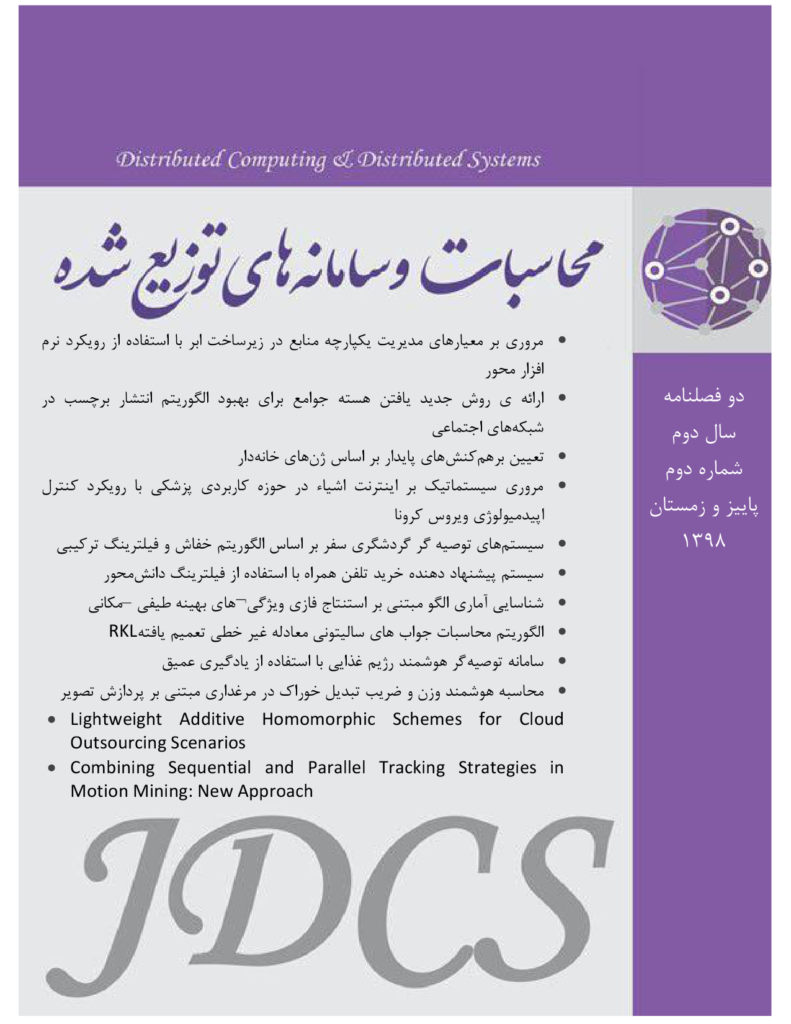 Distributed Computing & Distributed Systems
محاسبات و سامانه های توزیع شده
دو فصلنامه
سال دوم
شماره دوم
پاییز و زمستان
۱۳۹۸
• مروری بر معیارهای مدیریت یکپارچه منابع در زیرساخت ابر با استفاده از رویکرد نرم
افزار محور
• ارائه ی روش جدید یافتن هسته جوامع برای بهبود الگوریتم انتشار برچسب در
شبکه‌های اجتماعی
• تعیین برهم‌کنش‌های پایدار بر اساس ژن‌های خانه‌دار
• مروری سیستماتیک بر اینترنت اشیاء در حوزه کاربردی پزشکی با رویکرد کنترل
اپیدمیولوژی ویروس کرونا
• سیستم‌های توصیه گر گردشگری سفر بر اساس الگوریتم خفاش و فیلترینگ ترکیبی
• سیستم پیشنهاد دهنده خرید تلفن همراه با استفاده از فیلترینگ دانش‌محور
• شناسایی آماری الگو مبتنی بر استنتاج فازی ویژگی¬های بهینه طیفی –مکانی
• الگوریتم محاسبات جواب های سالیتونی معادله غیر خطی تعمیم یافتهRKL
• سامانه توصیه‌گر هوشمند رژیم غذایی با استفاده از یادگیری عمیق
• محاسبه هوشمند وزن و ضریب تبدیل خوراک در مرغداری مبتنی بر پردازش تصویر
• Lightweight Additive Homomorphic Schemes for Cloud
Outsourcing Scenarios
• Combining Sequential and Parallel Tracking Strategies in
Motion Mining: New Approach
JDCS